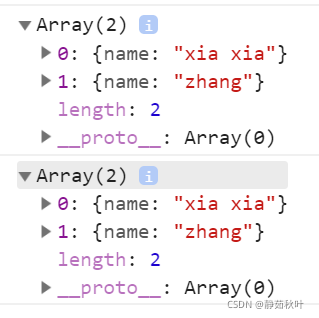 Array(2) i
0: {name: "xia xia"}
1: {name: "zhang"}
length: 2
__proto__: Array(0)
Array(2) i
0: {name: "xia xia"}
1: {name: "zhang"}
length: 2
__proto__: Array(0)
CSDN @静茹秋叶